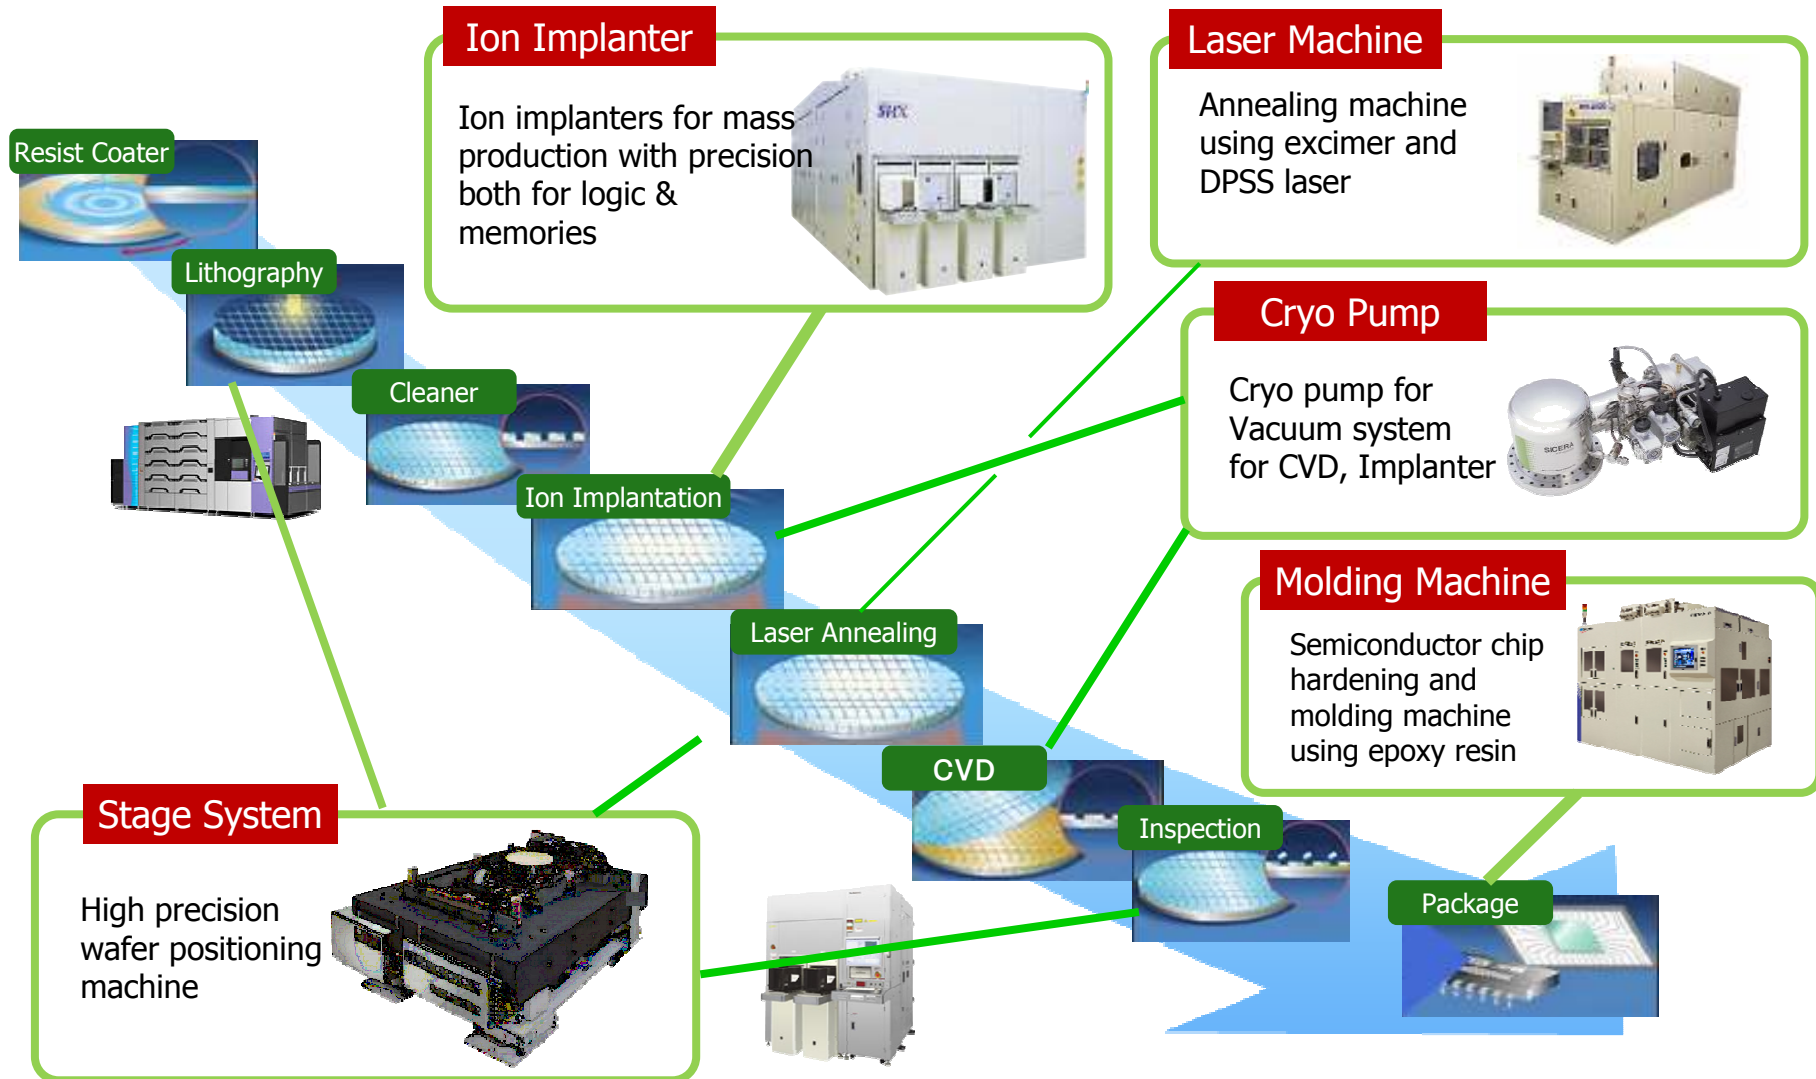 Ion Implanter
Ion implanters for mass
production with precision
both for logic &
memories
SHX
Laser Machine
Annealing machine
using excimer and
DPSS laser
Resist Coater
Lithography
Cleaner
Ion Implantation
Laser Annealing
CVD
Inspection
Package
Cryo Pump
Cryo pump for
Vacuum system
for CVD, Implanter
SICERA
Molding Machine
Semiconductor chip
hardening and
molding machine
using epoxy resin
Stage System
High precision
wafer positioning
machine